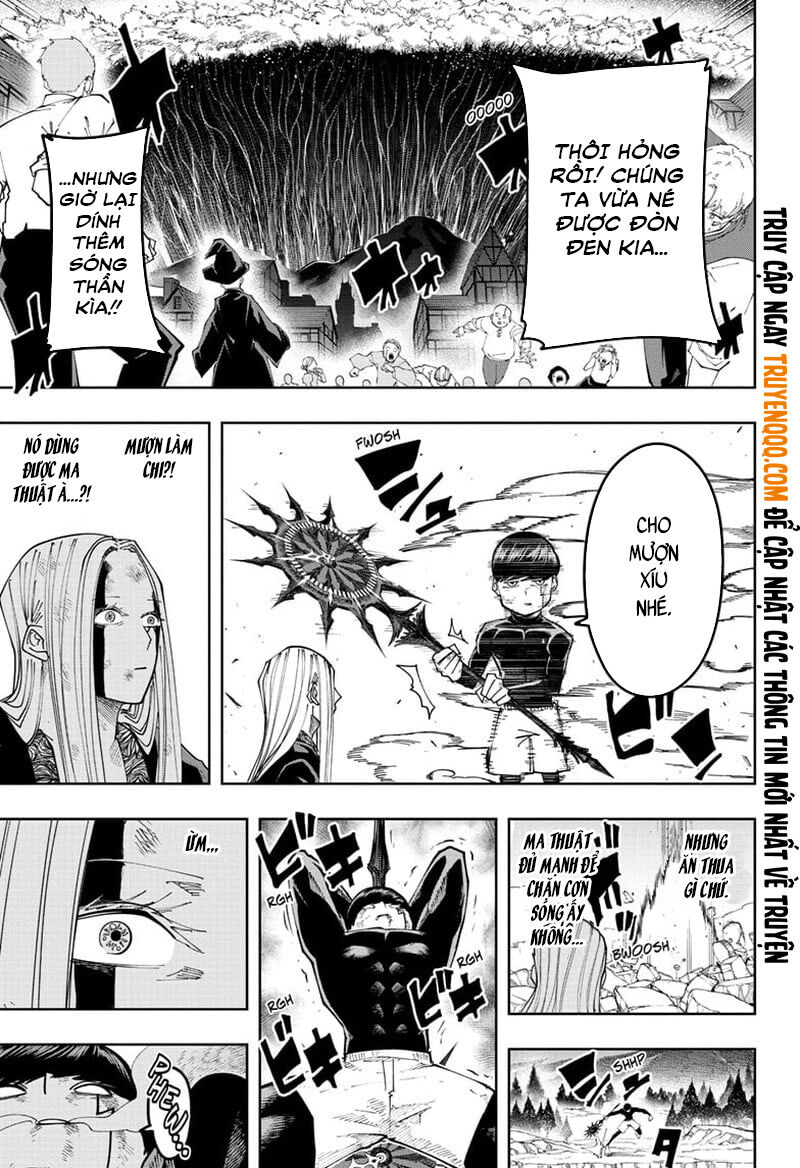 OOOOO
THÔI HỎNG
RỒI! CHÚNG
TA VỪA NÉ
ĐƯỢC ĐÒN
ĐEN KIA...
...NHƯNG
GIỜ LẠI
DÍNH
THÊM
SÓNG
THẦN
KÌA!!
FWOSH
CHO
MƯỢN
XÍU
NHÉ.
MƯỢN LÀM
CHI?!
NÓ DÙNG
ĐƯỢC MA
THUẬT À...?!
NHƯNG
ĂN THUA
GÌ CHỨ.
MA THUẬT
ĐỦ MẠNH ĐỂ
CHẶN CƠN
SÓNG ẤY
KHÔNG...
BWOOSH
RGH
RGH
RGH
RGH
ỪM...
SHHP
PHEW...
TRUY CẬP NGAY TRUYENQQQ.COM ĐỂ CẬP NHẬT CÁC THÔNG TIN MỚI NHẤT VỀ TRUYỆN